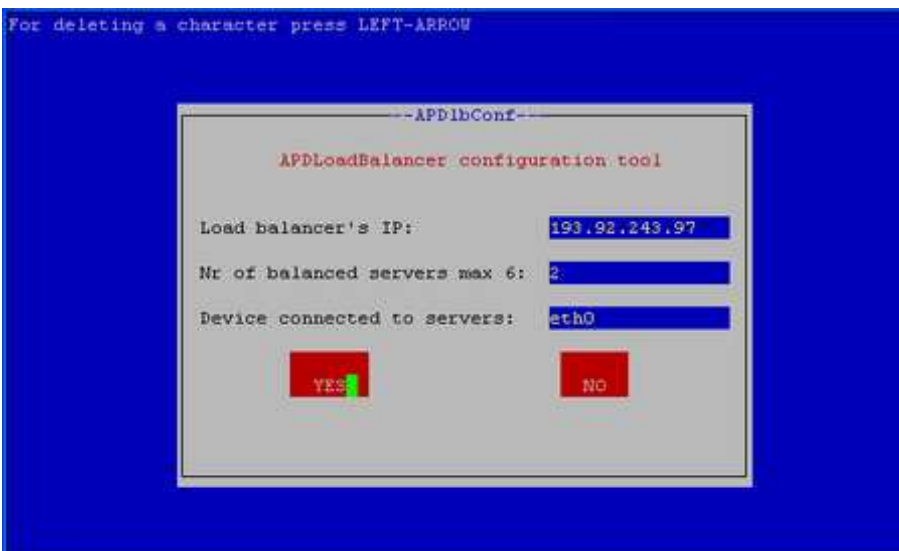 For deleting a character press LEFT-ARROW
---APDlbConf---
APDLoadBalancer configuration tool
Load balancer's IP: 193.92.243.97
Nr of balanced servers max 6: 2
Device connected to servers: eth0
YES NO